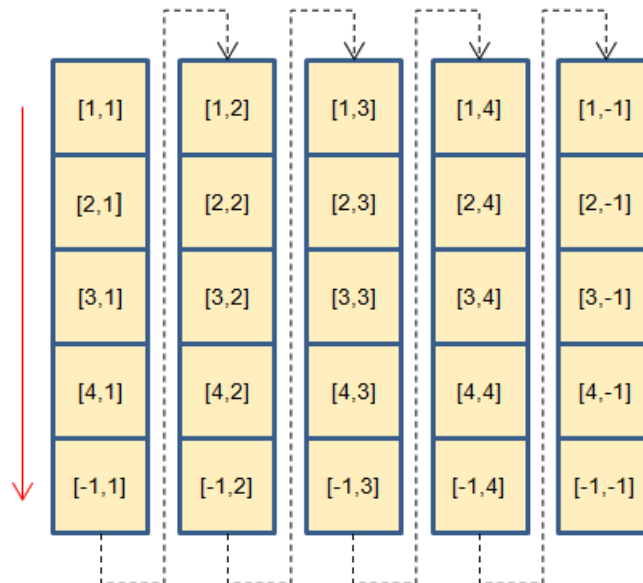 [1,1] [1,2] [1,3] [1,4] [1,-1]
[2,1] [2,2] [2,3] [2,4] [2,-1]
[3,1] [3,2] [3,3] [3,4] [3,-1]
[4,1] [4,2] [4,3] [4,4] [4,-1]
[-1,1] [-1,2] [-1,3] [-1,4] [-1,-1]